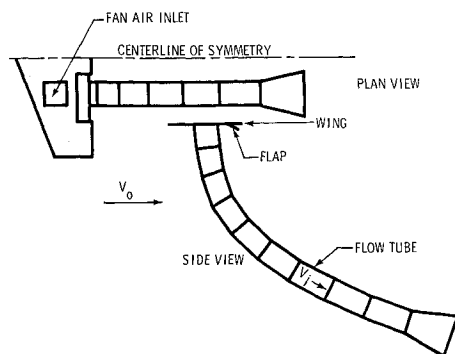 FAN AIR INLET
CENTERLINE OF SYMMETRY
PLAN VIEW
WING
FLAP
V₀
FLOW TUBE
SIDE VIEW
Vⱼ